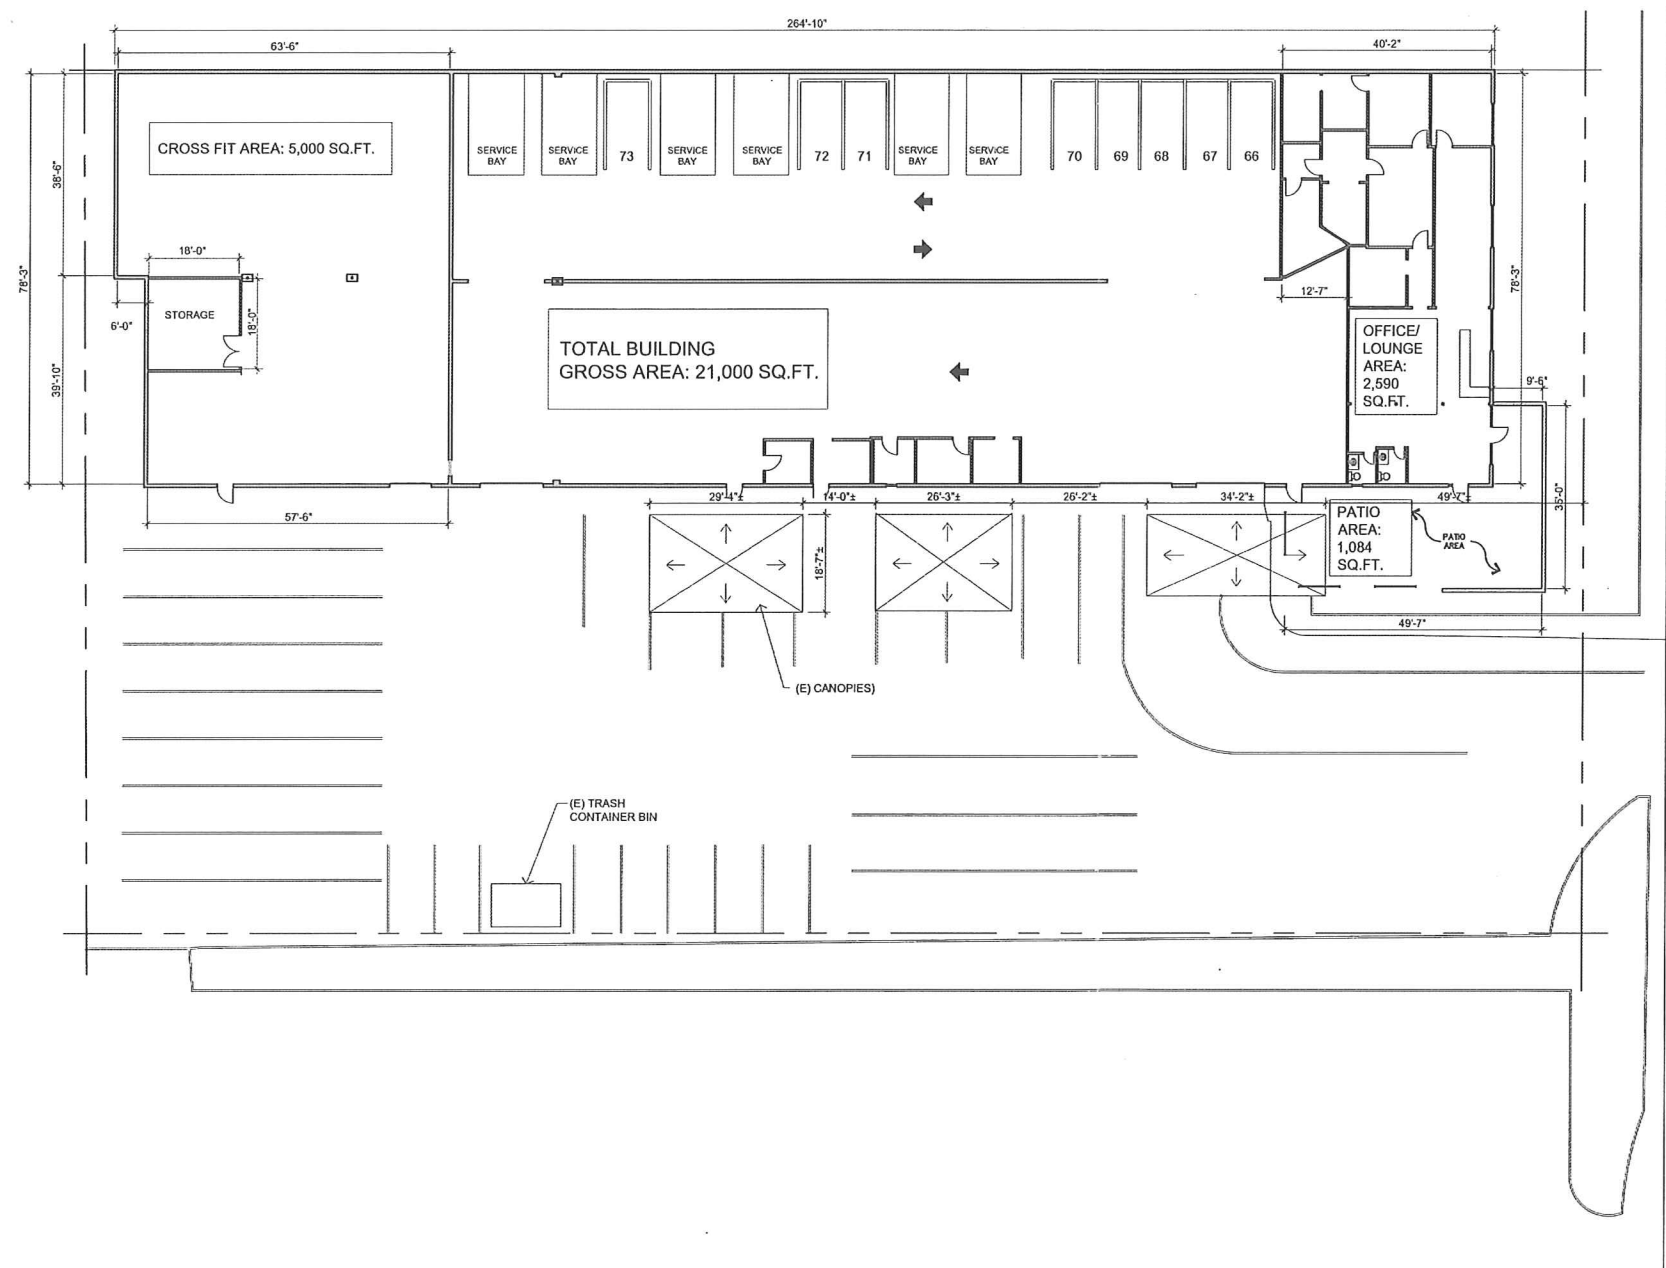 264'-10"
63'-6"
40'-2"
CROSS FIT AREA: 5,000 SQ.FT.
SERVICE
BAY
SERVICE
BAY
73
SERVICE
BAY
SERVICE
BAY
72
71
SERVICE
BAY
SERVICE
BAY
70
69
68
67
66
38'-6"
78'-3"
18'-0"
STORAGE
18'-0"
6'-0"
39'-10"
12'-7"
78'-3"
TOTAL BUILDING
GROSS AREA: 21,000 SQ.FT.
OFFICE/
LOUNGE
AREA:
2,590
SQ.FT.
9'-6"
57'-6"
29'-4"±
14'-0"±
26'-3"±
26'-2"±
34'-2"±
49'-7"±
35'-0"
18'-7"±
PATIO
AREA:
1,084
SQ.FT.
PATIO
AREA
49'-7"
(E) CANOPIES)
(E) TRASH
CONTAINER BIN